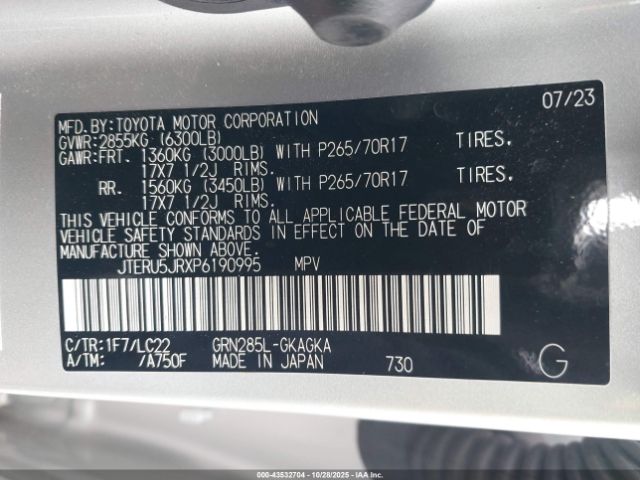 07/23
MFD.BY:TOYOTA MOTOR CORPORATION
GVWR:2855KG (6300LB)
GAWR:FRT. 1360KG (3000LB) WITH P265/70R17 TIRES.
17X7 1/2J RIMS.
RR. 1560KG (3450LB) WITH P265/70R17 TIRES.
17X7 1/2J RIMS.
THIS VEHICLE CONFORMS TO ALL APPLICABLE FEDERAL MOTOR
VEHICLE SAFETY STANDARDS IN EFFECT ON THE DATE OF
MANUFACTURE SHOWN ABOVE.
JTERU5JRXP6190995 MPV
C/TR:1F7/LC22 GRN285L-GKAGKA
A/TM: /A750F MADE IN JAPAN 730 G
000-43532704 | 10/28/2025 | IAAI.COM